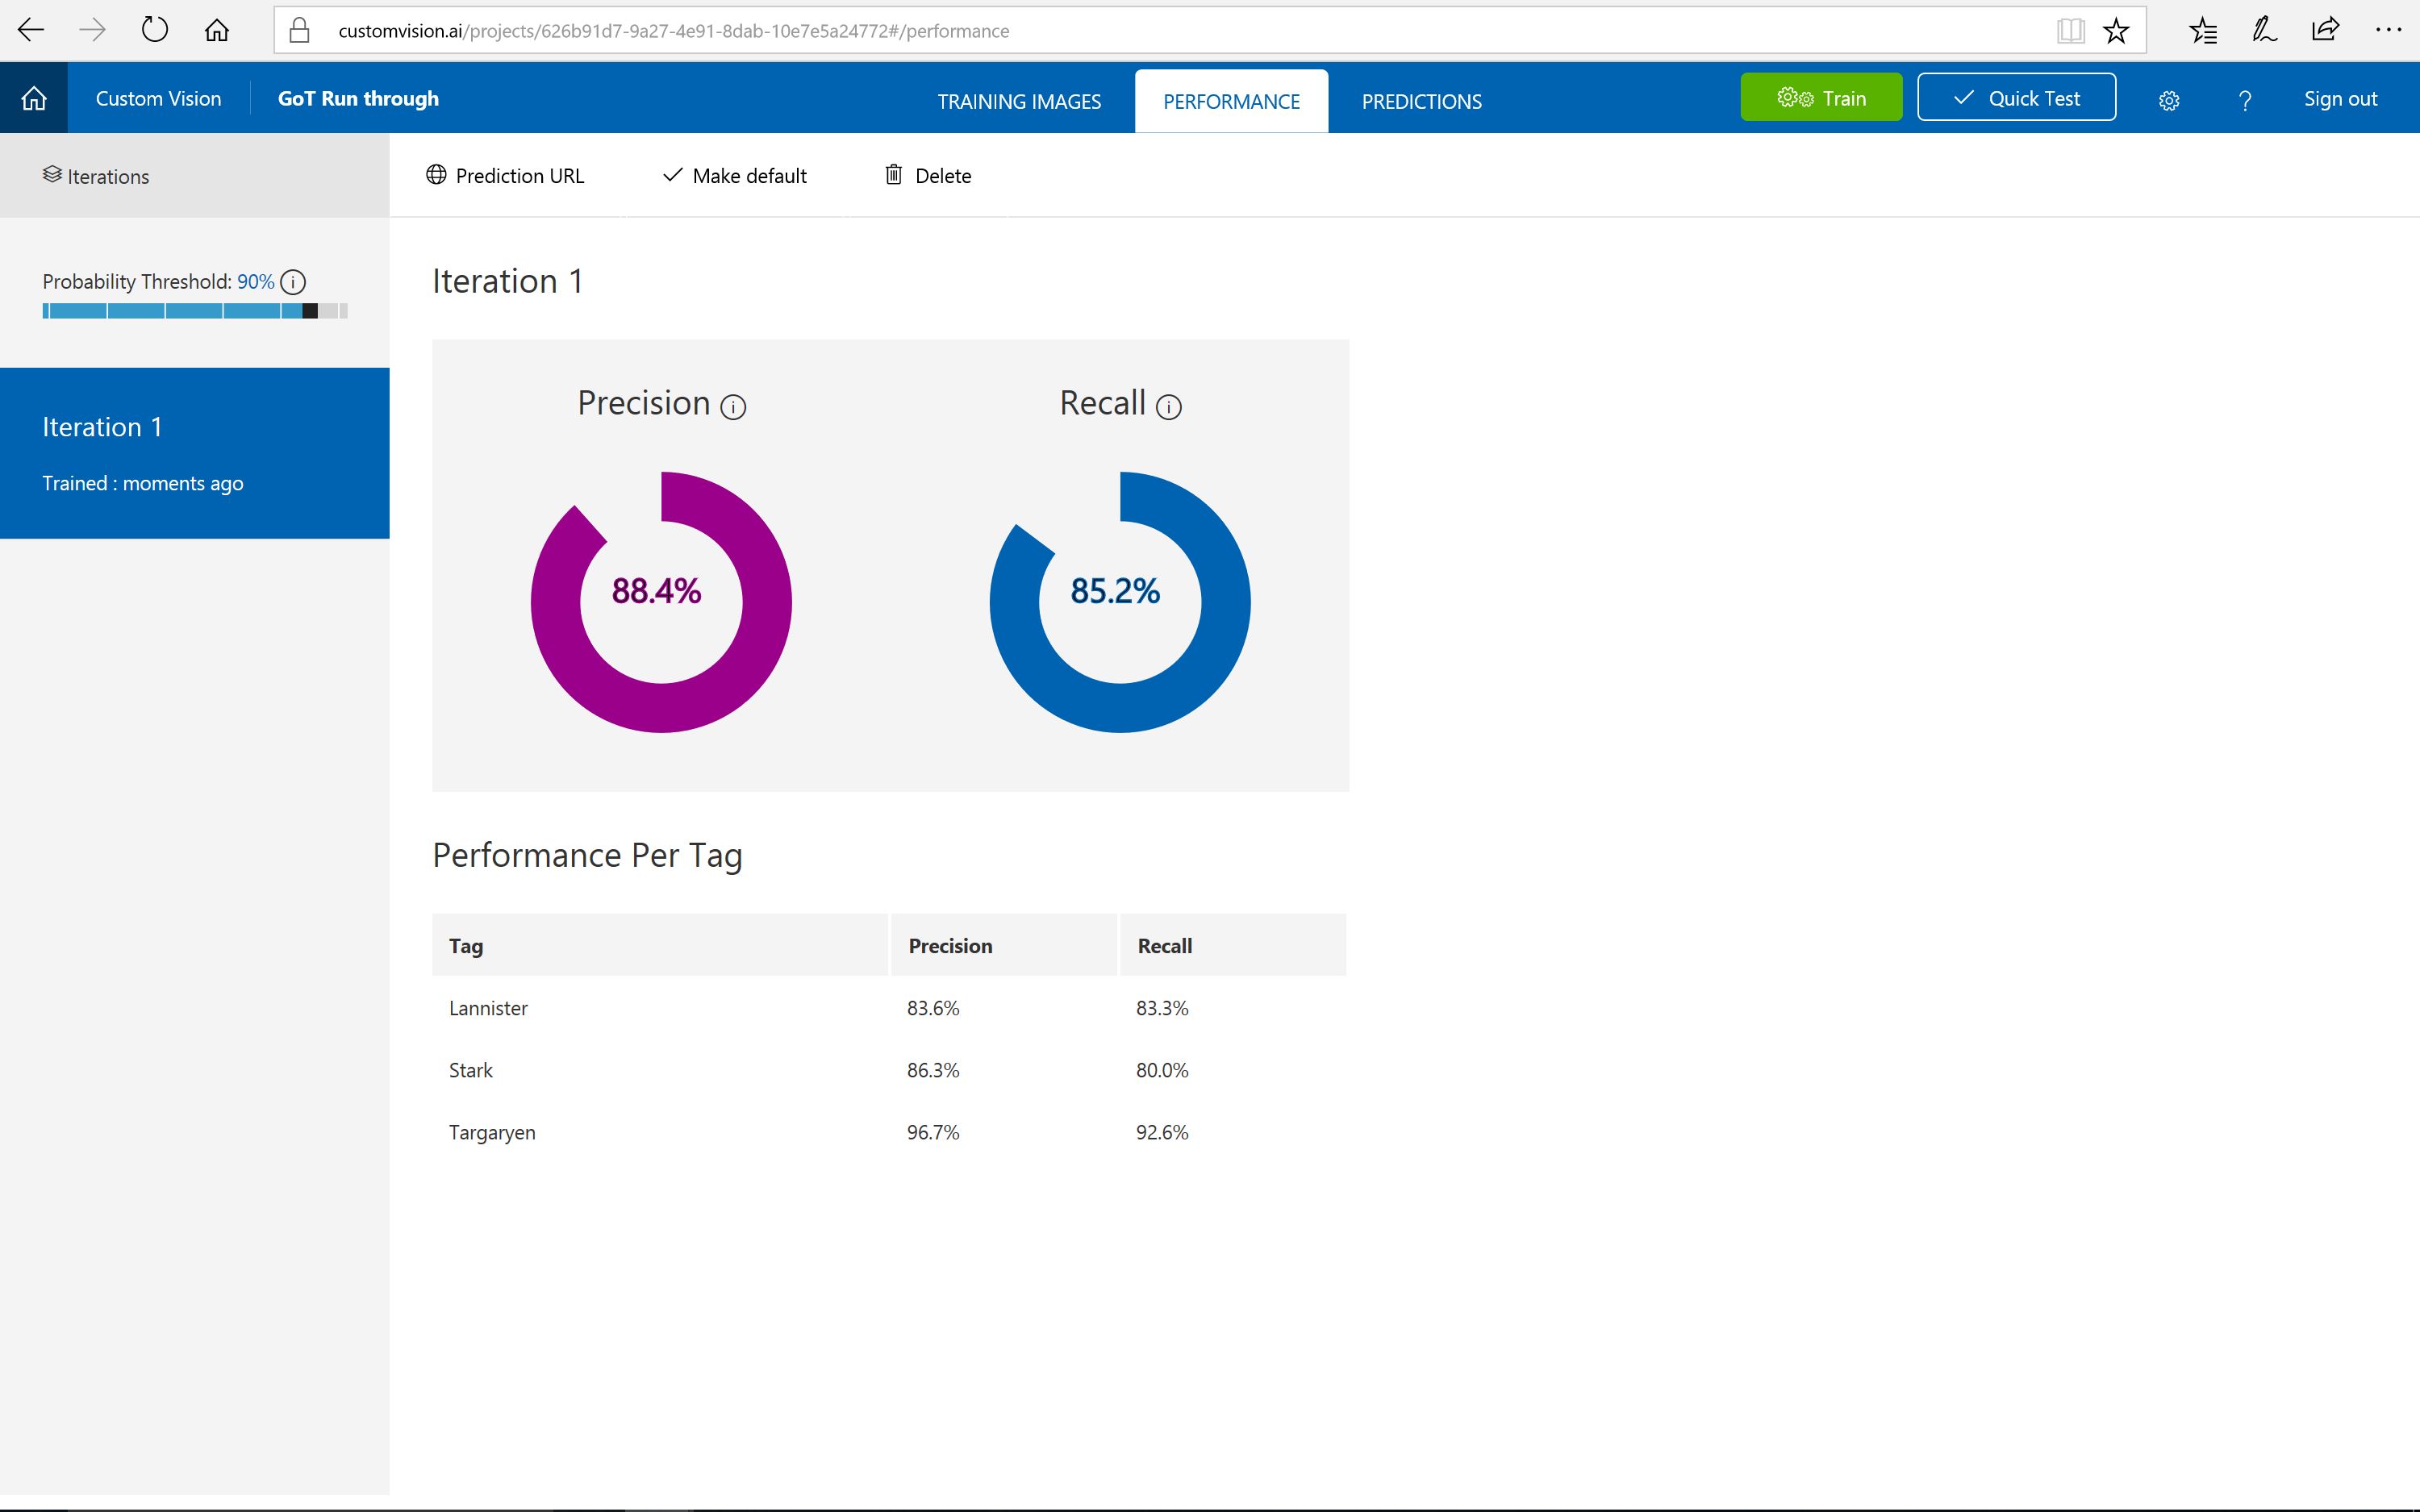 customvision.ai/projects/626b91d7-9a27-4e91-8dab-10e7e5a24772#/performance
Custom Vision GoT Run through TRAINING IMAGES PERFORMANCE PREDICTIONS Train Quick Test ? Sign out
Iterations Prediction URL Make default Delete
Probability Threshold: 90%
Iteration 1
Trained : moments ago
Iteration 1
Precision Recall
88.4% 85.2%
Performance Per Tag
Tag Precision Recall
Lannister 83.6% 83.3%
Stark 86.3% 80.0%
Targaryen 96.7% 92.6%